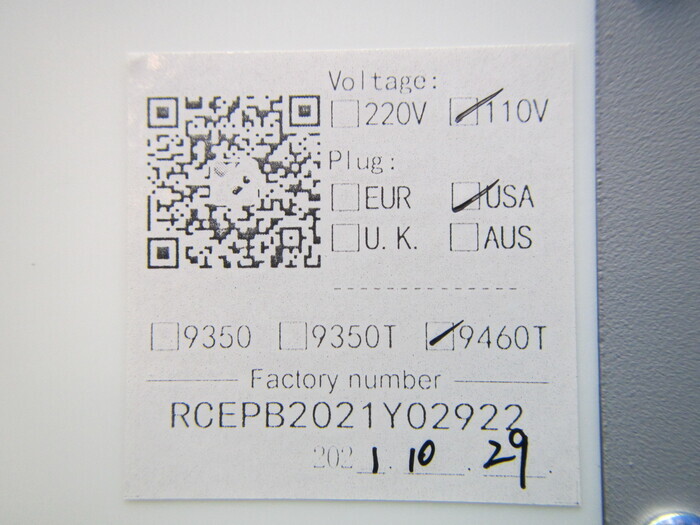 Voltage:
220V 110V
Plug:
EUR USA
U.K. AUS
9350 9350T 9460T
Factory number
RCEPB2021Y02922
2021.10.29.